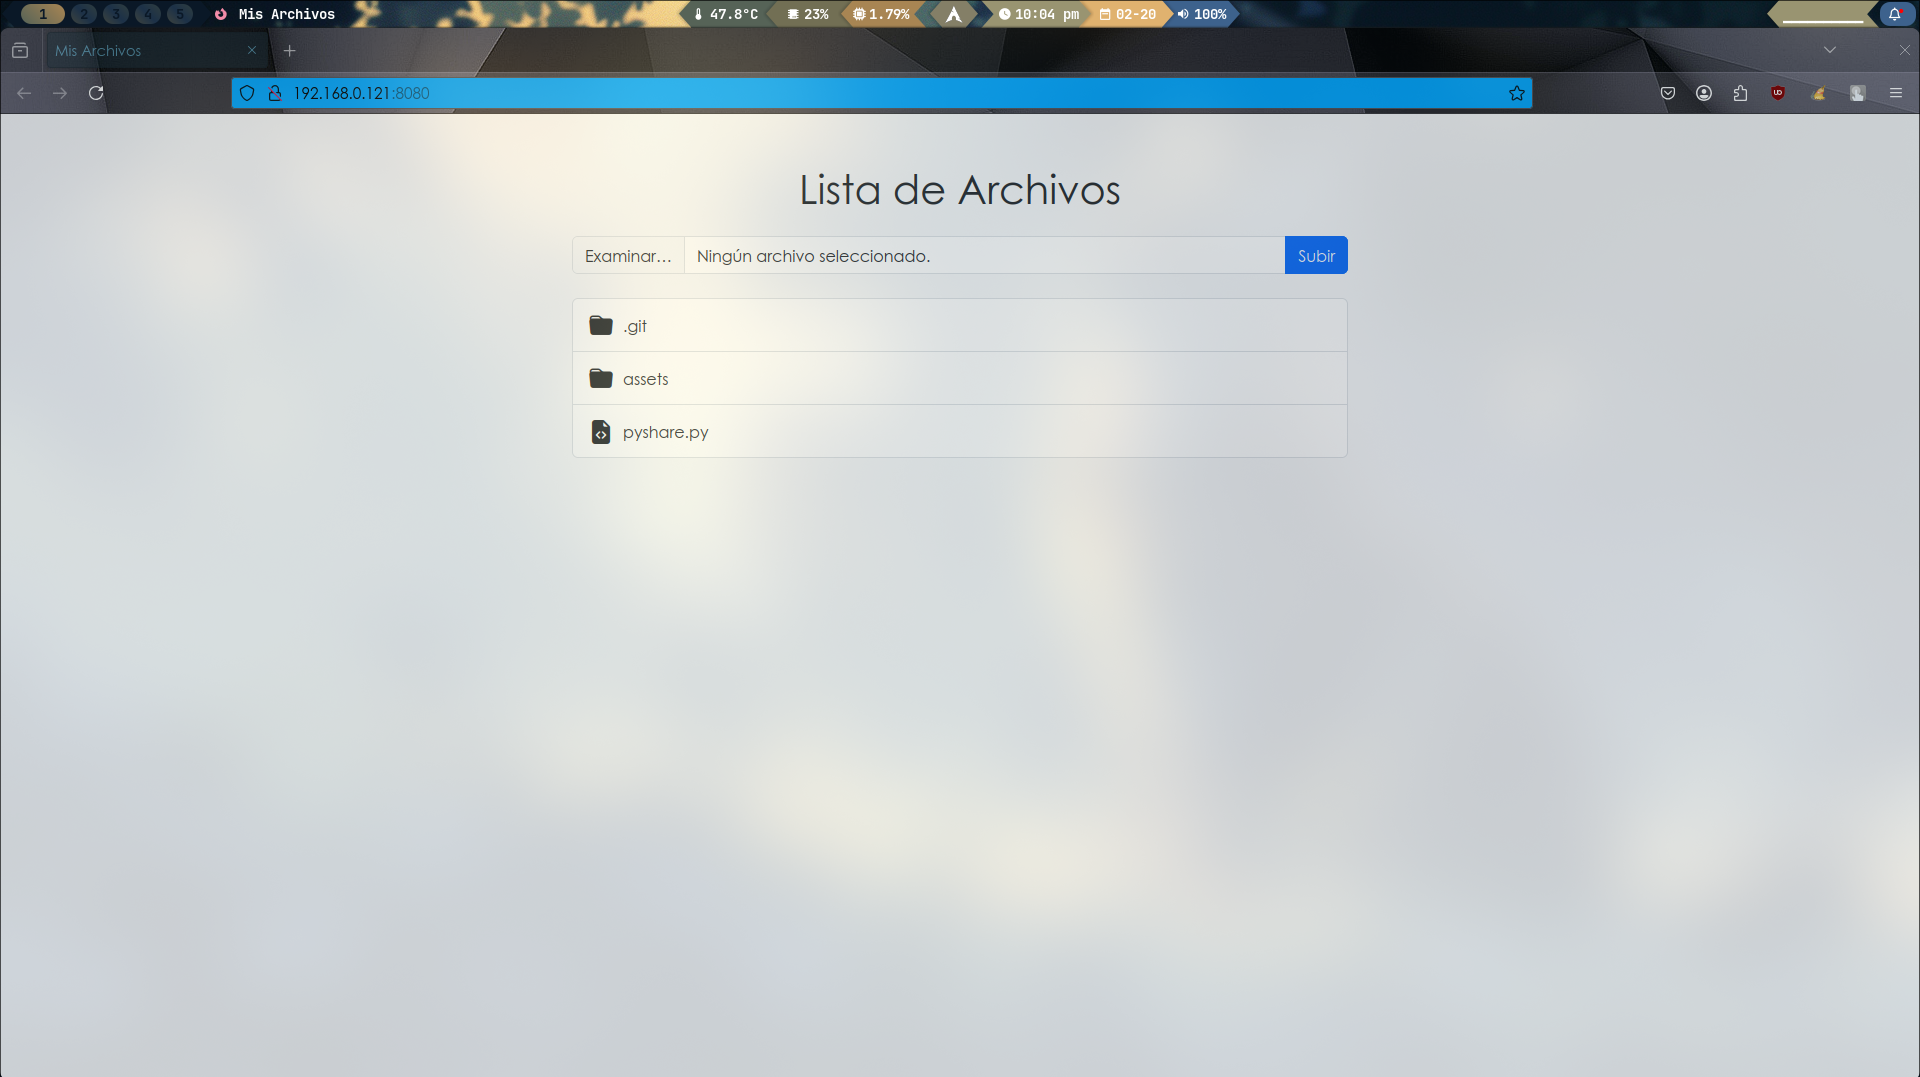 1 2 3 4 5 Mis Archivos 47.8°C 23% 1.79% 10:04 pm 02-20 100%
Mis Archivos
192.168.0.121:8080
Lista de Archivos
Examinar... Ningún archivo seleccionado. Subir
.git
assets
pyshare.py